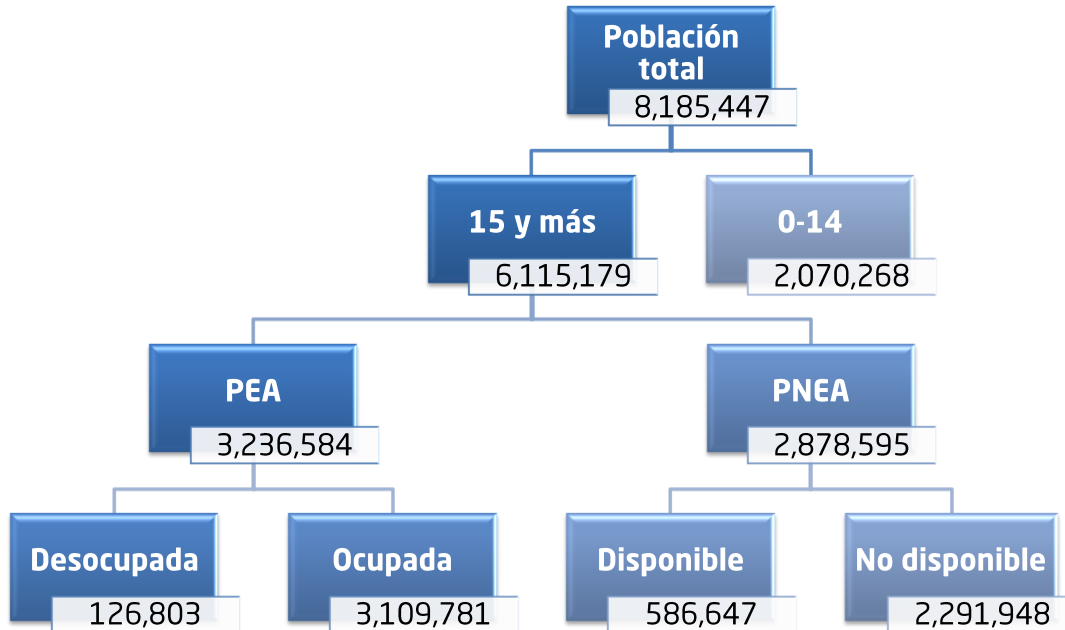 Población
total
8,185,447
15 y más
6,115,179
0-14
2,070,268
PEA
3,236,584
PNEA
2,878,595
Desocupada
126,803
Ocupada
3,109,781
Disponible
586,647
No disponible
2,291,948